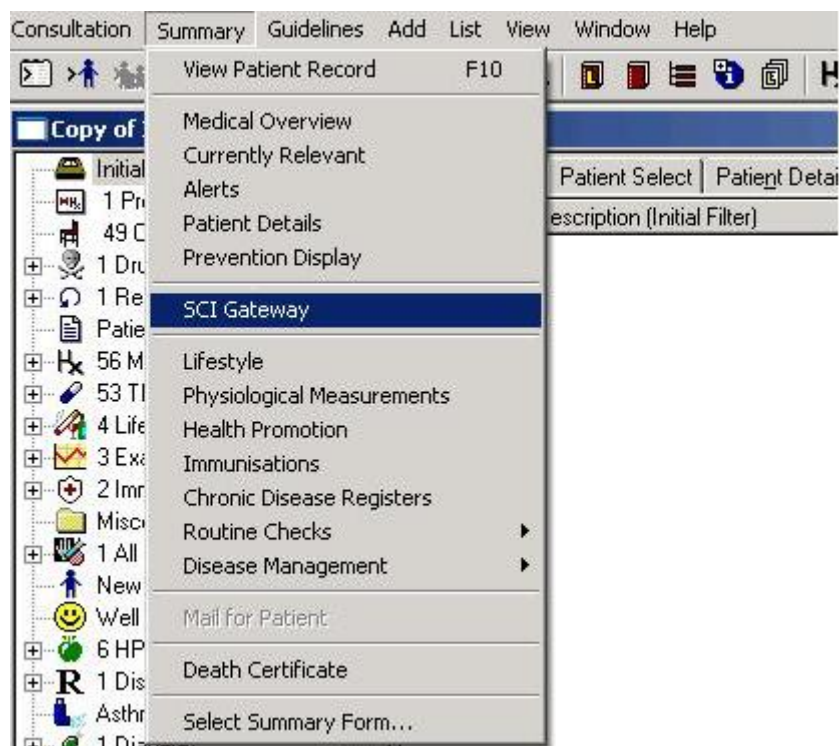 Consultation Summary Guidelines Add List View Window Help
View Patient Record F10
Medical Overview
Currently Relevant
Alerts
Patient Details
Prevention Display
SCI Gateway
Lifestyle
Physiological Measurements
Health Promotion
Immunisations
Chronic Disease Registers
Routine Checks
Disease Management
Mail for Patient
Death Certificate
Select Summary Form...
Copy of
Initial
1 Pr
49 C
1 Dru
1 Re
Patie
Hx 56 M
53 T
4 Life
3 Exa
2 Imm
Misc
1 All
New
Well
6 HP
R 1 Dis
Asth
Patient Select Patient Detai
escription (Initial Filter)